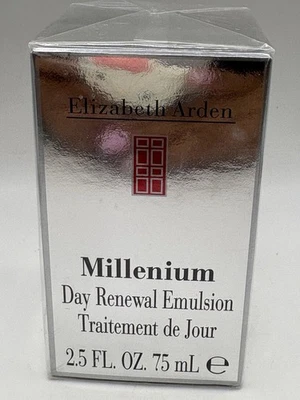 Elizabeth Arden
Millenium
Day Renewal Emulsion
Traitement de Jour
2.5 FL. OZ. 75 mL ℮